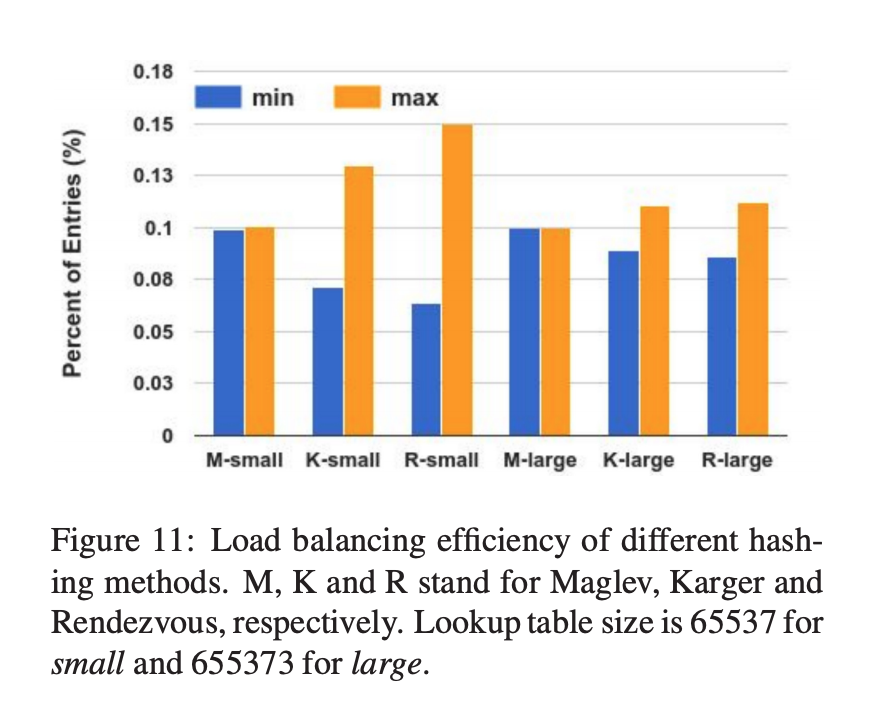 0.18
min
max
0.15
0.13
0.1
0.08
0.05
0.03
0
Percent of Entries (%)
M-small K-small R-small M-large K-large R-large
Figure 11: Load balancing efficiency of different hash-
ing methods. M, K and R stand for Maglev, Karger and
Rendezvous, respectively. Lookup table size is 65537 for
small and 655373 for large.